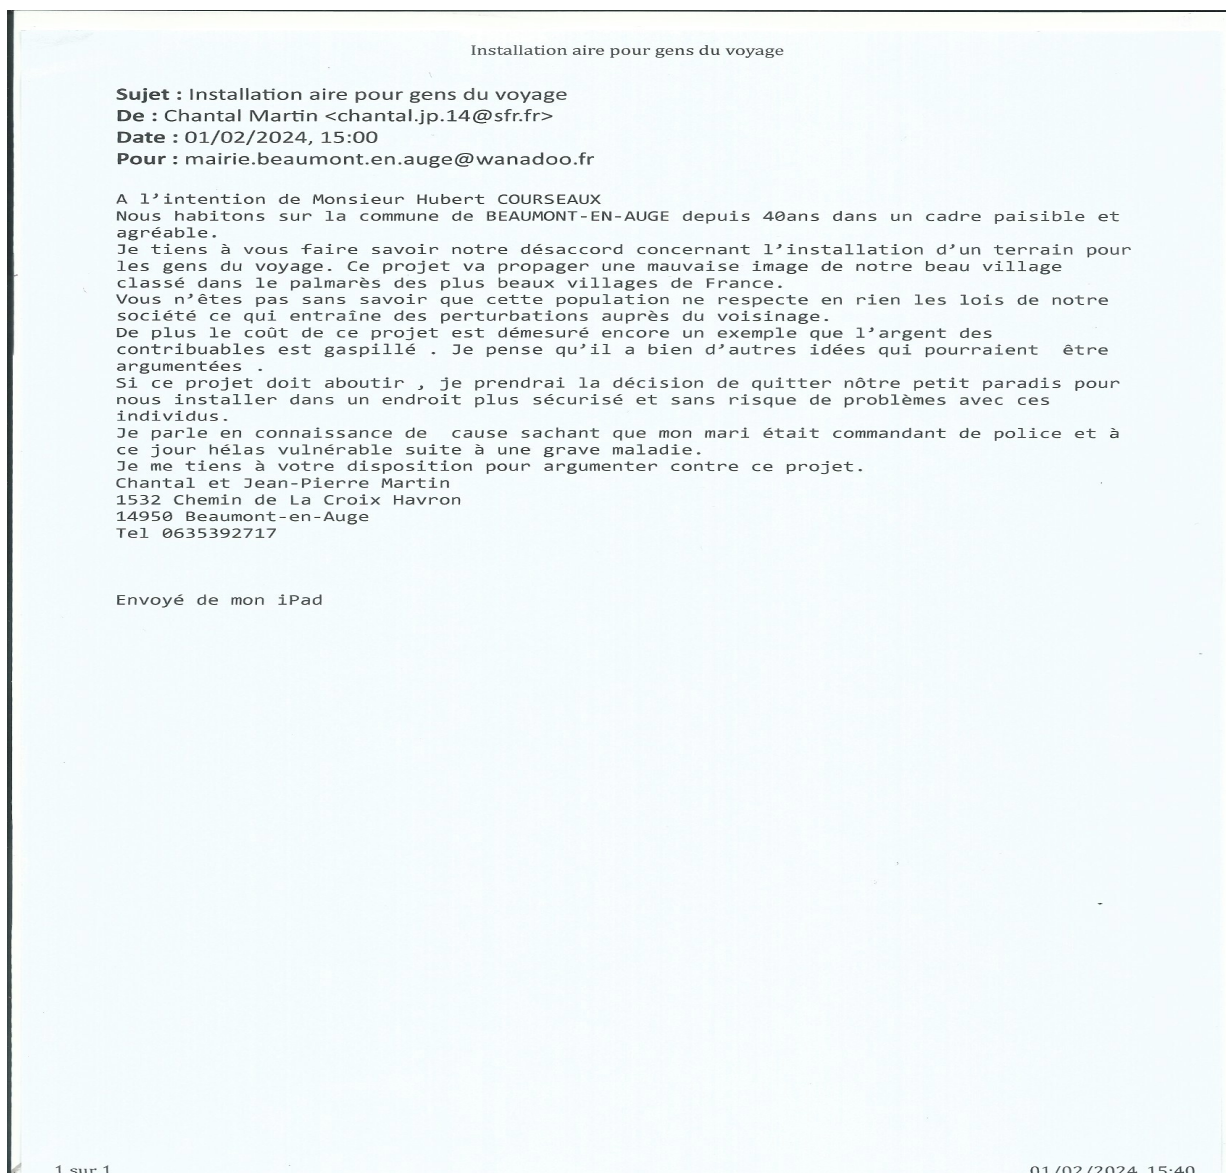 Installation aire pour gens du voyage
Sujet : Installation aire pour gens du voyage
De : Chantal Martin <chantal.jp.14@sfr.fr>
Date : 01/02/2024, 15:00
Pour : mairie.beaumont.en.auge@wanadoo.fr
A l'intention de Monsieur Hubert COURSEAUX
Nous habitons sur la commune de BEAUMONT-EN-AUGE depuis 40ans dans un cadre paisible et
agréable.
Je tiens à vous faire savoir notre désaccord concernant l'installation d'un terrain pour
les gens du voyage. Ce projet va propager une mauvaise image de notre beau village
classé dans le palmarès des plus beaux villages de France.
Vous n'êtes pas sans savoir que cette population ne respecte en rien les lois de notre
société ce qui entraîne des perturbations auprès du voisinage.
De plus le coût de ce projet est démesuré encore un exemple que l'argent des
contribuables est gaspillé . Je pense qu'il a bien d'autres idées qui pourraient  être
argumentées .
Si ce projet doit aboutir , je prendrai la décision de quitter nôtre petit paradis pour
nous installer dans un endroit plus sécurisé et sans risque de problèmes avec ces
individus.
Je parle en connaissance de  cause sachant que mon mari était commandant de police et à
ce jour hélas vulnérable suite à une grave maladie.
Je me tiens à votre disposition pour argumenter contre ce projet.
Chantal et Jean-Pierre Martin
1532 Chemin de La Croix Havron
14950 Beaumont-en-Auge
Tel 0635392717
Envoyé de mon iPad
1 sur 1
01/02/2024, 15:40